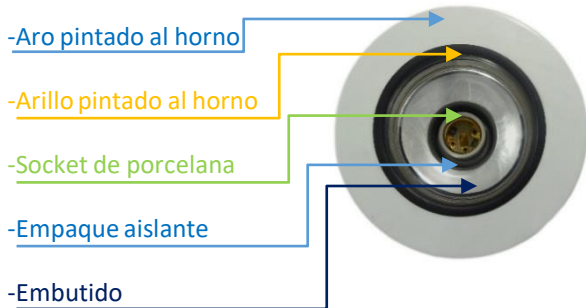 -Aro pintado al horno
-Arillo pintado al horno
-Socket de porcelana
-Empaque aislante
-Embutido